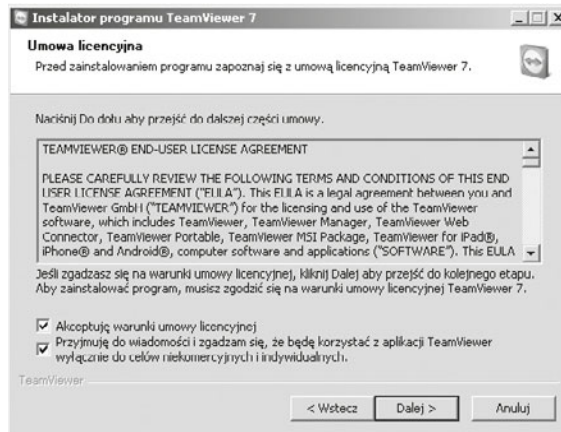 Instalator programu TeamViewer 7
Umowa licencyjna
Przed zainstalowaniem programu zapoznaj się z umową licencyjną TeamViewer 7.
Naciśnij Do dołu aby przejść do dalszej części umowy.
TEAMVIEWER® END-USER LICENSE AGREEMENT
PLEASE CAREFULLY REVIEW THE FOLLOWING TERMS AND CONDITIONS OF THIS END
USER LICENSE AGREEMENT ("EULA"). This EULA is a legal agreement between you and
TeamViewer GmbH ("TEAMVIEWER") for the licensing and use of the TeamViewer
software, which includes TeamViewer, TeamViewer Manager, TeamViewer Web
Connector, TeamViewer Portable, TeamViewer MSI Package, TeamViewer for iPad®,
iPhone® and Android®, computer software and applications ("SOFTWARE"). This EULA
Jeśli zgadzasz się na warunki umowy licencyjnej, kliknij Dalej aby przejść do kolejnego etapu.
Aby zainstalować program, musisz zgodzić się na warunki umowy licencyjnej TeamViewer 7.
Akceptuję warunki umowy licencyjnej
Przyjmuję do wiadomości i zgadzam się, że będę korzystać z aplikacji TeamViewer
wyłącznie do celów niekomercyjnych i indywidualnych.
TeamViewer
< Wstecz Dalej > Anuluj